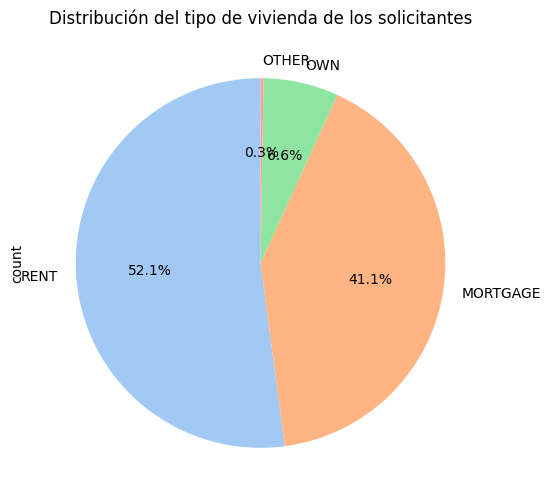 Distribución del tipo de vivienda de los solicitantes
OTHER
OWN
0.3%
6.6%
count
RENT
52.1%
41.1%
MORTGAGE